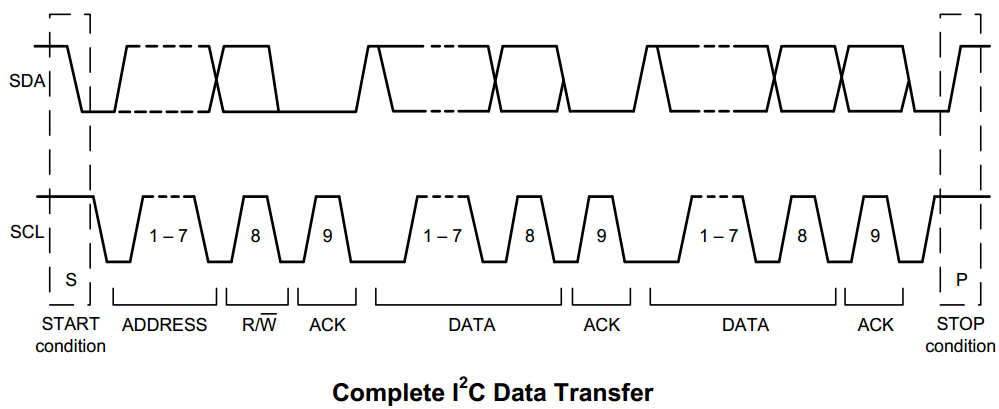 SDA
SCL
1 – 7 8 9 1 – 7 8 9 1 – 7 8 9
S P
START condition
ADDRESS R/W̅ ACK DATA ACK DATA ACK
STOP condition
Complete I²C Data Transfer